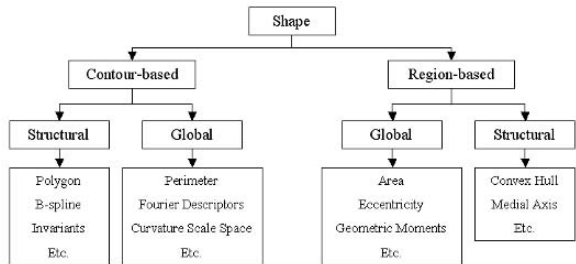 Shape
Contour-based
Region-based
Structural
Global
Global
Structural
Polygon
B-spline
Invariants
Etc.
Perimeter
Fourier Descriptors
Curvature Scale Space
Etc.
Area
Eccentricity
Geometric Moments
Etc.
Convex Hull
Medial Axis
Etc.